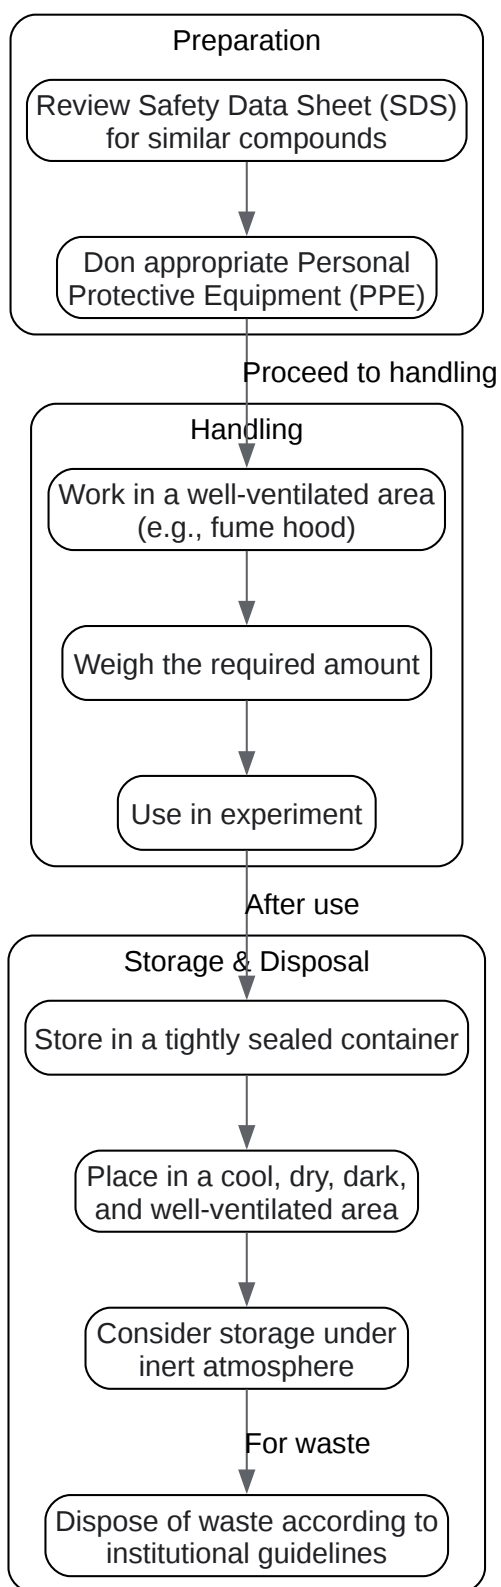 Preparation
Review Safety Data Sheet (SDS)
for similar compounds
Don appropriate Personal
Protective Equipment (PPE)
Proceed to handling
Handling
Work in a well-ventilated area
(e.g., fume hood)
Weigh the required amount
Use in experiment
After use
Storage & Disposal
Store in a tightly sealed container
Place in a cool, dry, dark,
and well-ventilated area
Consider storage under
inert atmosphere
For waste
Dispose of waste according to
institutional guidelines